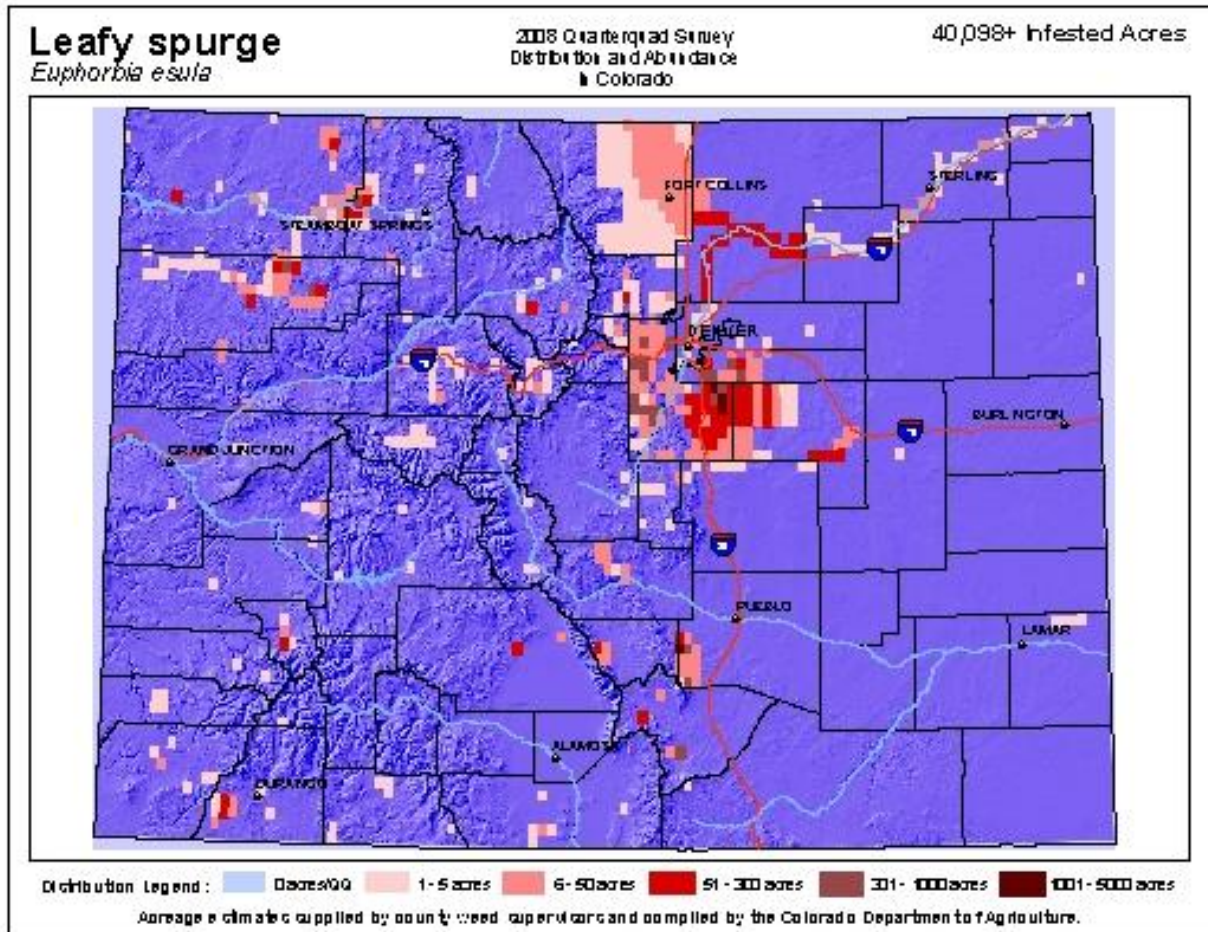 Leafy spurge
Euphorbia esula
2008 Quarterquad Survey
Distribution and Abundance
in Colorado
40,098+ Infested Acres
FORT COLLINS
STERLING
STEAMBOAT SPRINGS
DENVER
BURLINGTON
GRAND JUNCTION
PUEBLO
LAMAR
ALAMOSA
DURANGO
Distribution Legend: 0 acres/QQ 1 - 5 acres 6 - 50 acres 51 - 300 acres 301 - 1000 acres 1001 - 5000 acres
Acreage estimates supplied by county weed supervisors and compiled by the Colorado Department of Agriculture.